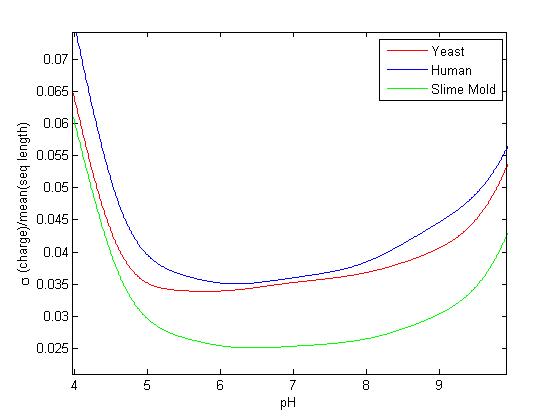 Yeast
Human
Slime Mold
0.07
0.065
0.06
0.055
0.05
0.045
0.04
0.035
0.03
0.025
σ (charge)/mean(seq length)
4 5 6 7 8 9
pH